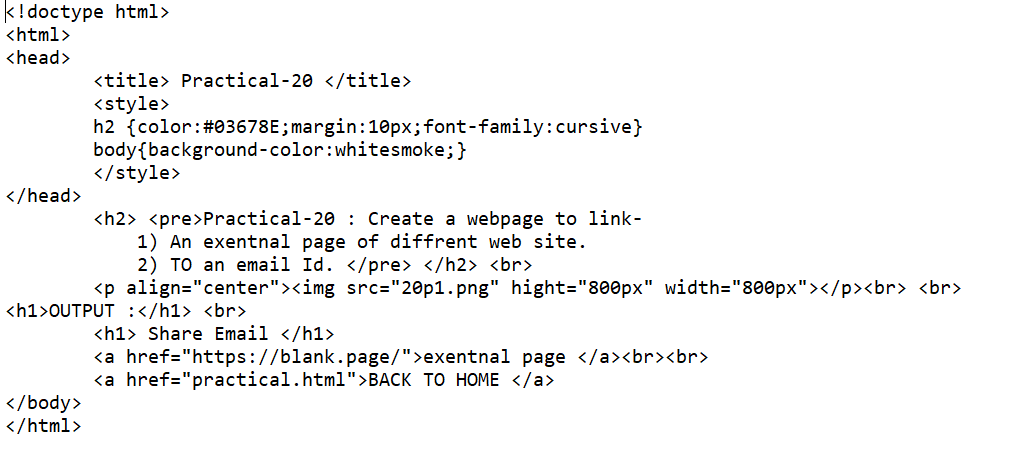 <!doctype html>
<html>
<head>
<title> Practical-20 </title>
<style>
h2 {color:#03678E;margin:10px;font-family:cursive}
body{background-color:whitesmoke;}
</style>
</head>
<h2> <pre>Practical-20 : Create a webpage to link-
1) An exentnal page of diffrent web site.
2) TO an email Id. </pre> </h2> <br>
<p align="center"><img src="20p1.png" hight="800px" width="800px"></p><br> <br>
<h1>OUTPUT :</h1> <br>
<h1> Share Email </h1>
<a href="https://blank.page/">exentnal page </a><br><br>
<a href="practical.html">BACK TO HOME </a>
</body>
</html>